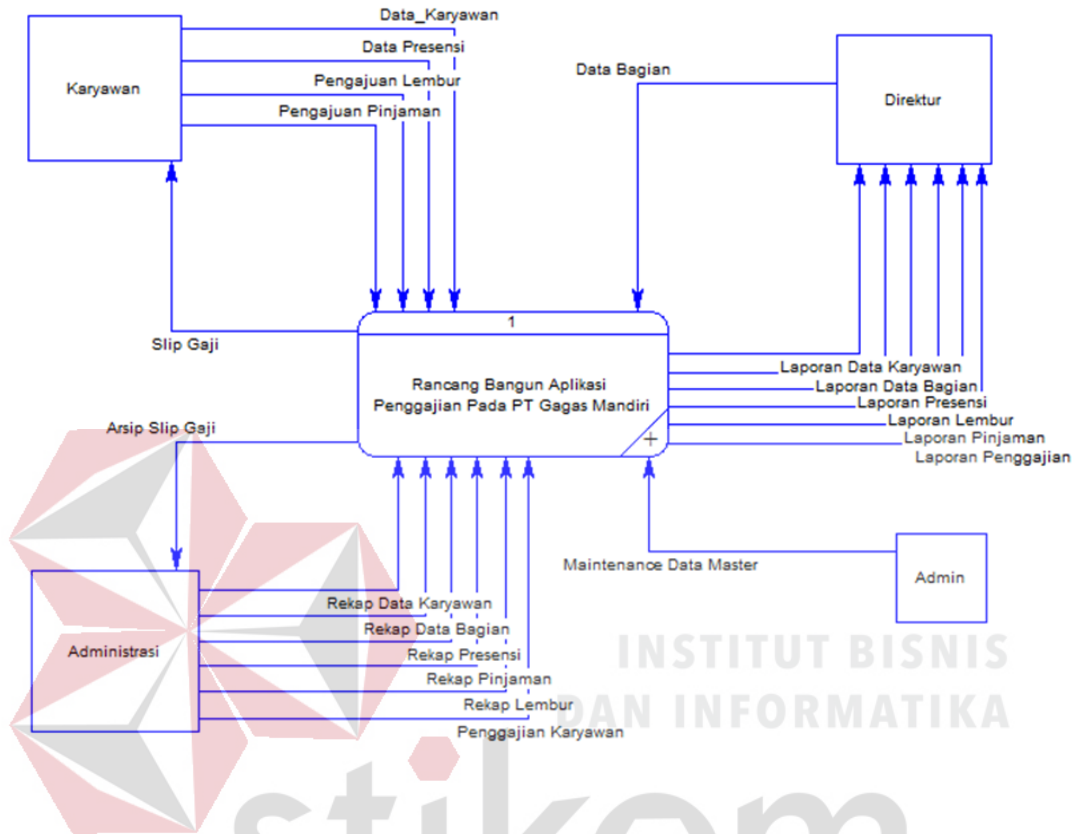 Data_Karyawan
Data Presensi
Pengajuan Lembur
Pengajuan Pinjaman
Karyawan
Data Bagian
Direktur
Slip Gaji
1
Rancang Bangun Aplikasi
Penggajian Pada PT Gagas Mandiri
+
Laporan Data Karyawan
Laporan Data Bagian
Laporan Presensi
Laporan Lembur
Laporan Pinjaman
Laporan Penggajian
Arsip Slip Gaji
Maintenance Data Master
Admin
Administrasi
Rekap Data Karyawan
Rekap Data Bagian
Rekap Presensi
Rekap Pinjaman
Rekap Lembur
Penggajian Karyawan
INSTITUT BISNIS
DAN INFORMATIKA
stikom